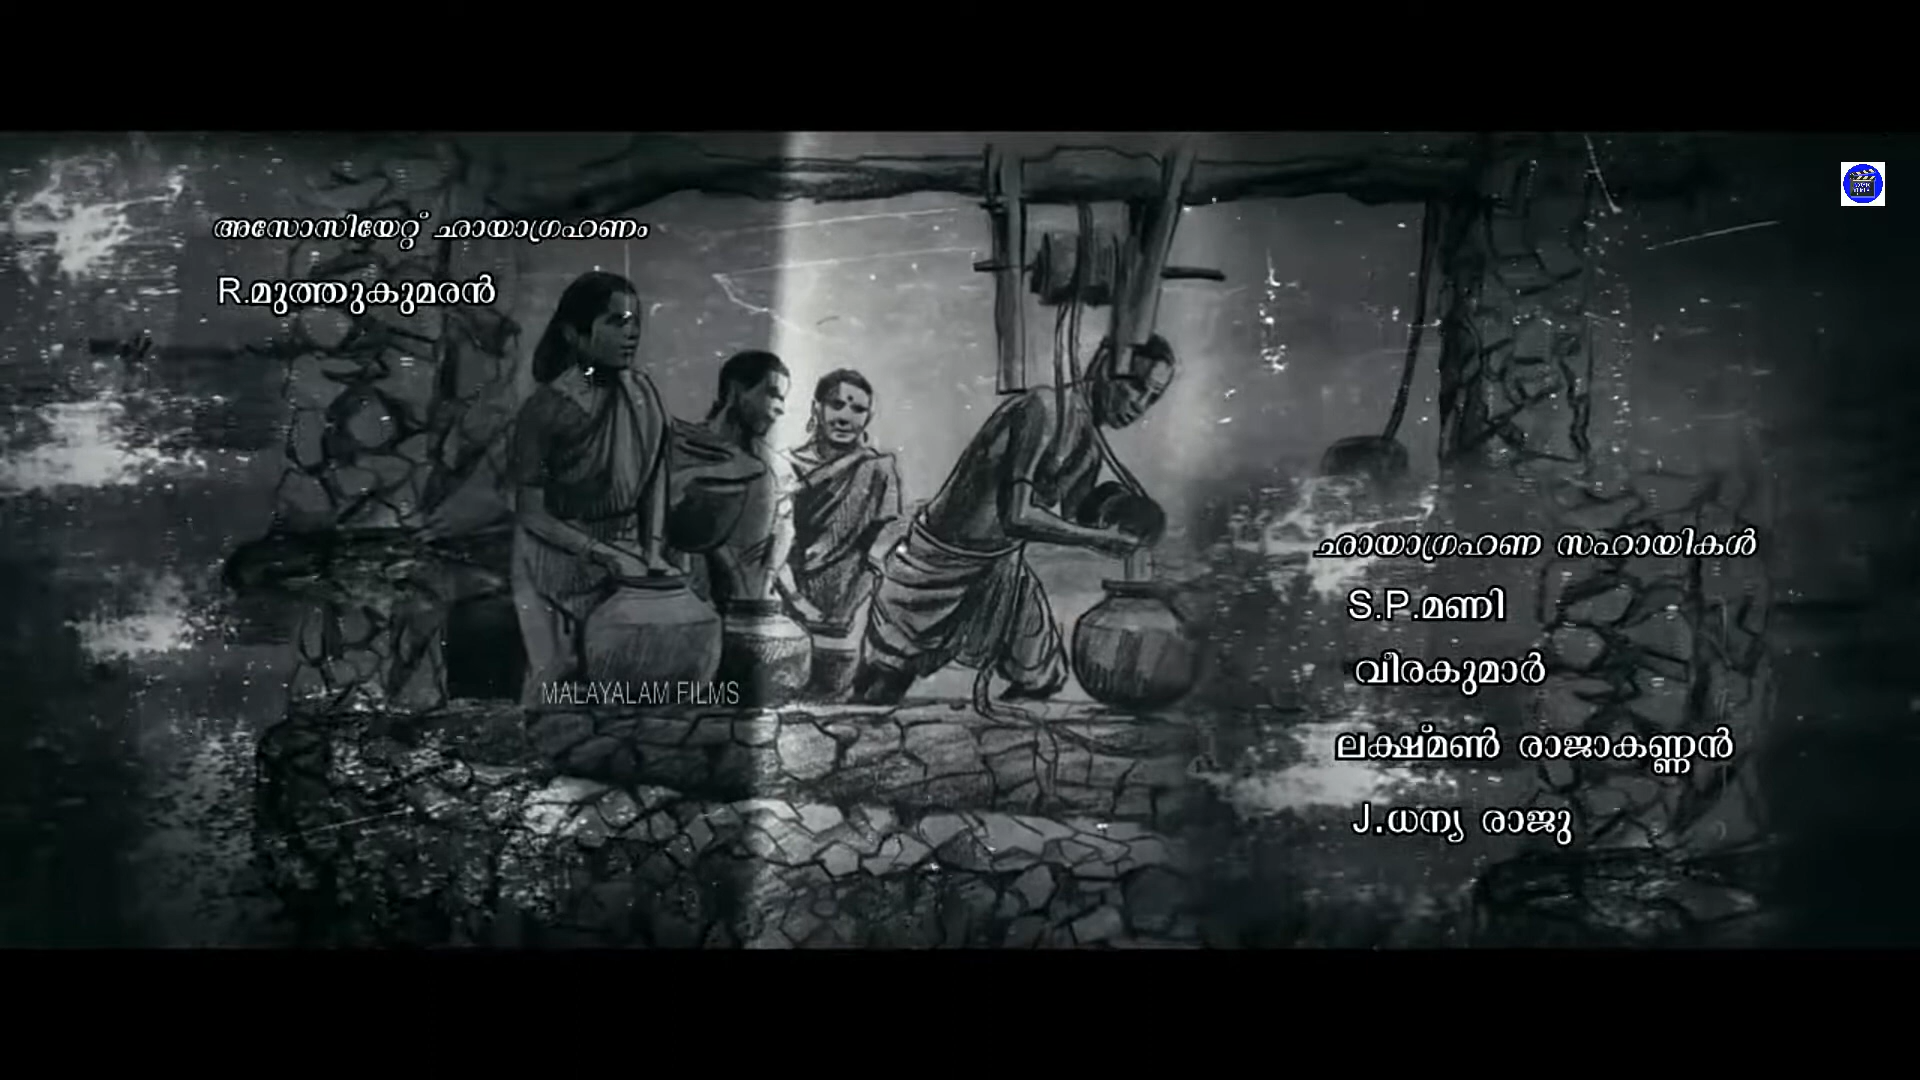 അസോസിയേറ്റ് ഛായാഗ്രഹണം
R.മുത്തുകുമരൻ
MALAYALAM FILMS
ഛായാഗ്രഹണ സഹായികൾ
S.P.മണി
വീരകുമാർ
ലക്ഷ്മൺ രാജാകണ്ണൻ
J.ധന്യ രാജു